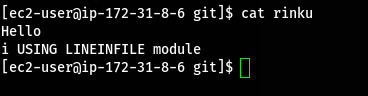 [ec2-user@ip-172-31-8-6 git]$ cat rinku
Hello
i USING LINEINFILE module
[ec2-user@ip-172-31-8-6 git]$